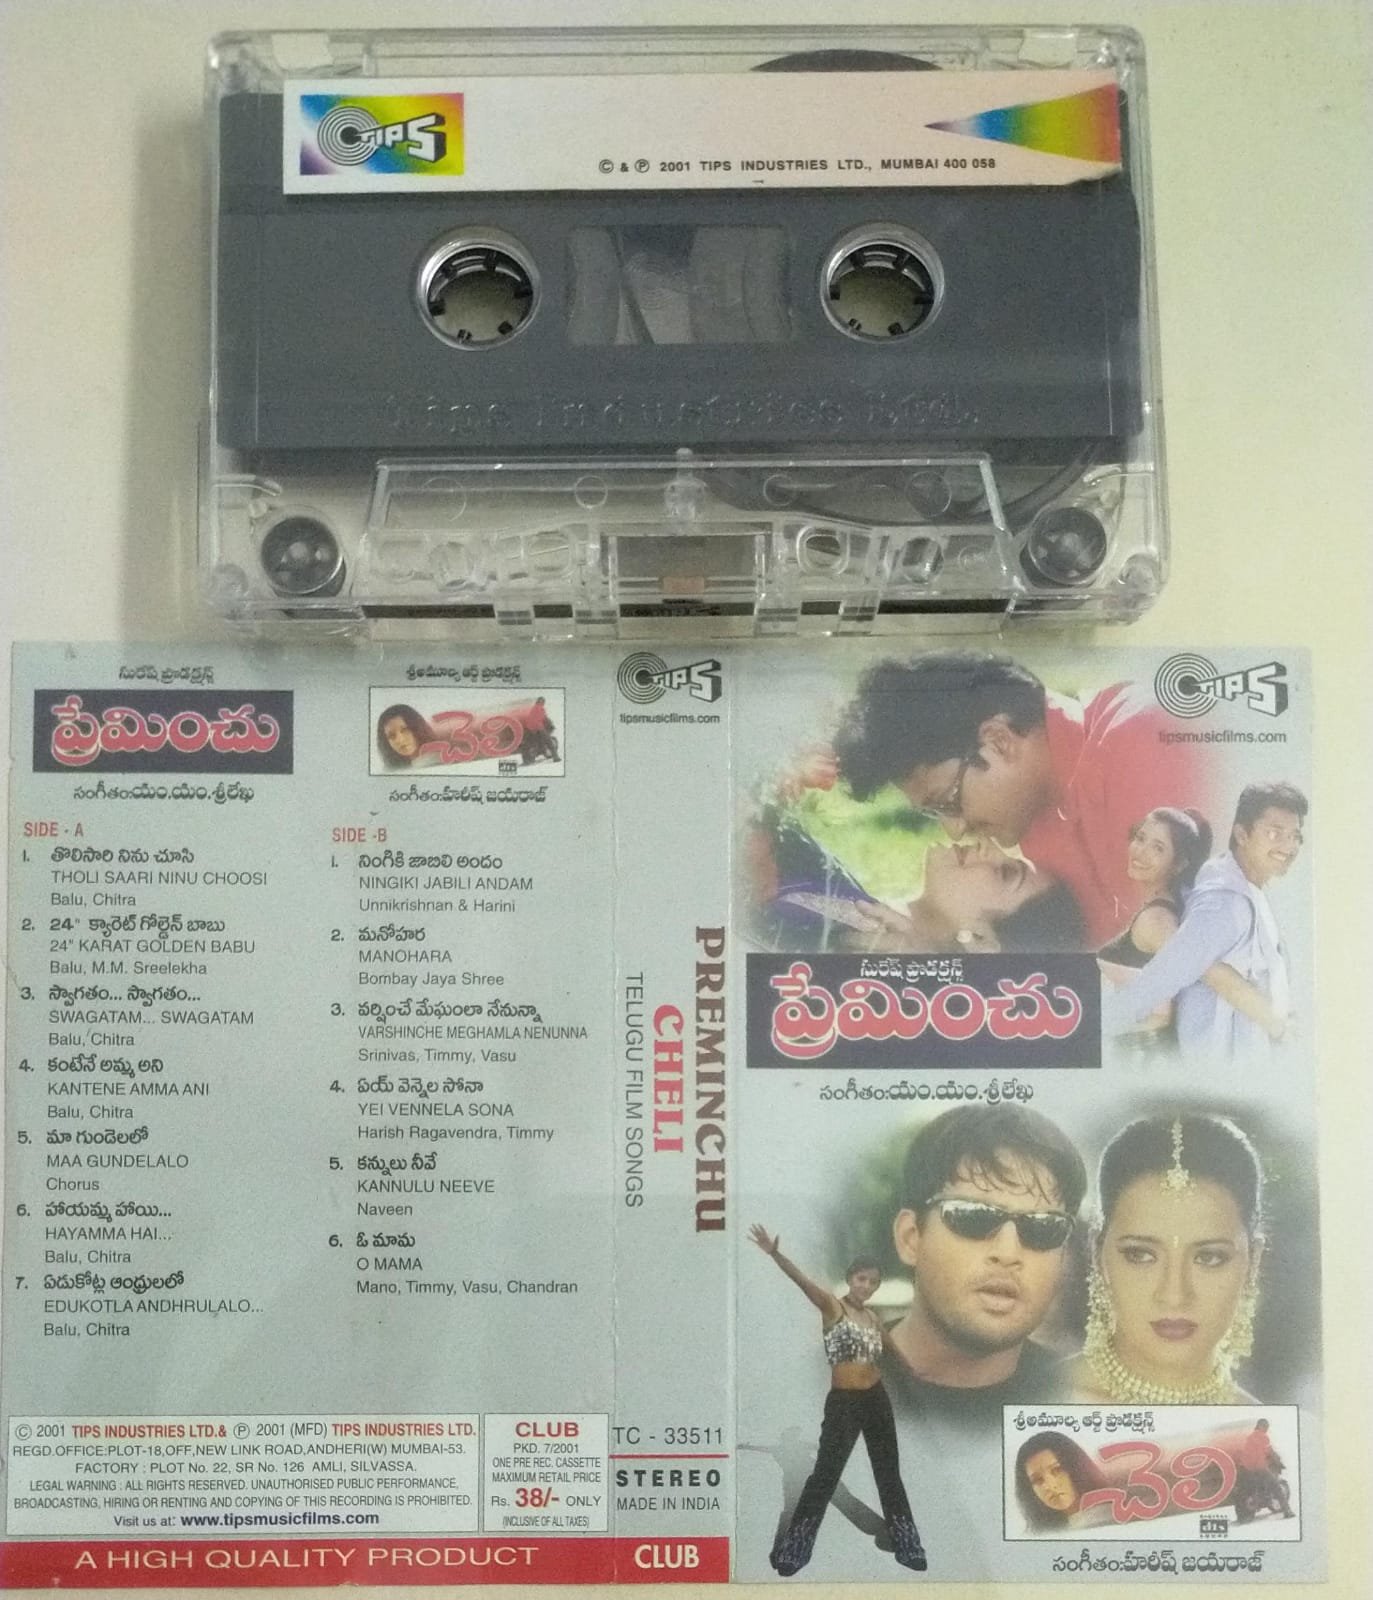 TIPS
© & ℗ 2001 TIPS INDUSTRIES LTD., MUMBAI 400 058
సురేష్ ప్రొడక్షన్స్
ప్రేమించు
సంగీతం:యం.యం.శ్రీలేఖ
SIDE - A
1. తొలిసారి నిను చూసి
THOLI SAARI NINU CHOOSI
Balu, Chitra
2. 24" క్యారెట్ గోల్డెన్ బాబు
24" KARAT GOLDEN BABU
Balu, M.M. Sreelekha
3. స్వాగతం... స్వాగతం...
SWAGATAM... SWAGATAM
Balu, Chitra
4. కంటేనే అమ్మ అని
KANTENE AMMA ANI
Balu, Chitra
5. మా గుండెలలో
MAA GUNDELALO
Chorus
6. హాయమ్మ హాయి...
HAYAMMA HAI...
Balu, Chitra
7. ఏడుకోట్ల ఆంధ్రులలో
EDUKOTLA ANDHRULALO...
Balu, Chitra
శ్రీఅమూల్య ఆర్ట్ ప్రొడక్షన్స్
చెలి
dts
సంగీతం:హరీష్ జయరాజ్
SIDE -B
1. నింగికి జాబిలి అందం
NINGIKI JABILI ANDAM
Unnikrishnan & Harini
2. మనోహర
MANOHARA
Bombay Jaya Shree
3. వర్షించే మేఘంలా నేనున్నా
VARSHINCHE MEGHAMLA NENUNNA
Srinivas, Timmy, Vasu
4. ఏయ్ వెన్నెల సోనా
YEI VENNELA SONA
Harish Ragavendra, Timmy
5. కన్నులు నీవే
KANNULU NEEVE
Naveen
6. ఓ మామ
O MAMA
Mano, Timmy, Vasu, Chandran
© 2001 TIPS INDUSTRIES LTD.& ℗ 2001 (MFD) TIPS INDUSTRIES LTD.
REGD.OFFICE:PLOT-18,OFF,NEW LINK ROAD,ANDHERI(W) MUMBAI-53.
FACTORY : PLOT No. 22, SR No. 126 AMLI, SILVASSA.
LEGAL WARNING : ALL RIGHTS RESERVED. UNAUTHORISED PUBLIC PERFORMANCE,
BROADCASTING, HIRING OR RENTING AND COPYING OF THIS RECORDING IS PROHIBITED.
Visit us at: www.tipsmusicfilms.com
CLUB
PKD. 7/2001
ONE PRE REC. CASSETTE
MAXIMUM RETAIL PRICE
Rs. 38/- ONLY
(INCLUSIVE OF ALL TAXES)
A HIGH QUALITY PRODUCT
TIPS
tipsmusicfilms.com
PREMINCHU
CHELI
TELUGU FILM SONGS
TC - 33511
STEREO
MADE IN INDIA
CLUB
TIPS
tipsmusicfilms.com
సురేష్ ప్రొడక్షన్స్
ప్రేమించు
సంగీతం:యం.యం.శ్రీలేఖ
శ్రీఅమూల్య ఆర్ట్ ప్రొడక్షన్స్
చెలి
dts
సంగీతం:హరీష్ జయరాజ్